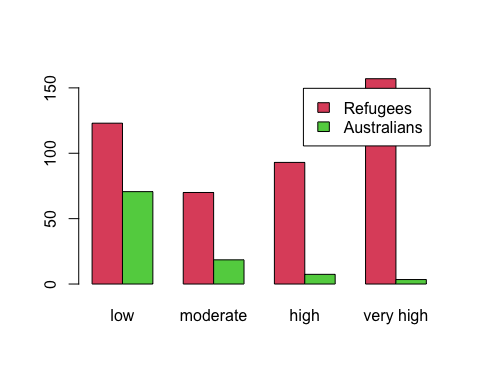 150
100
50
0
Refugees
Australians
low moderate high very high